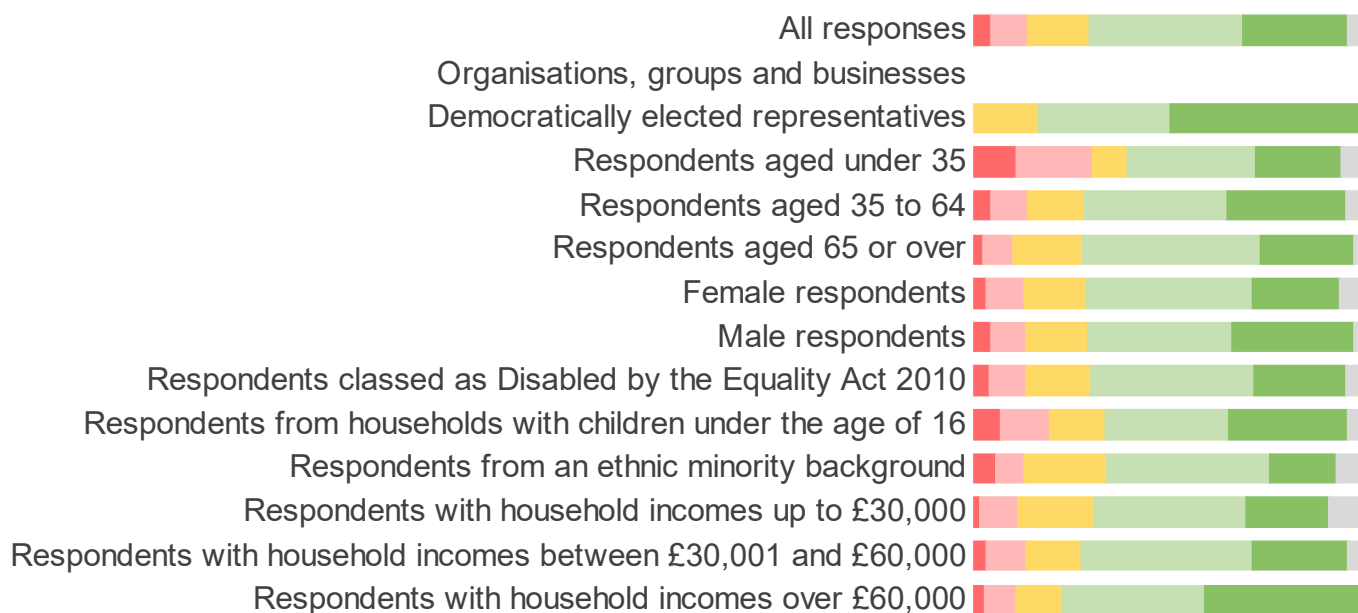 All responses
Organisations, groups and businesses
Democratically elected representatives
Respondents aged under 35
Respondents aged 35 to 64
Respondents aged 65 or over
Female respondents
Male respondents
Respondents classed as Disabled by the Equality Act 2010
Respondents from households with children under the age of 16
Respondents from an ethnic minority background
Respondents with household incomes up to £30,000
Respondents with household incomes between £30,001 and £60,000
Respondents with household incomes over £60,000